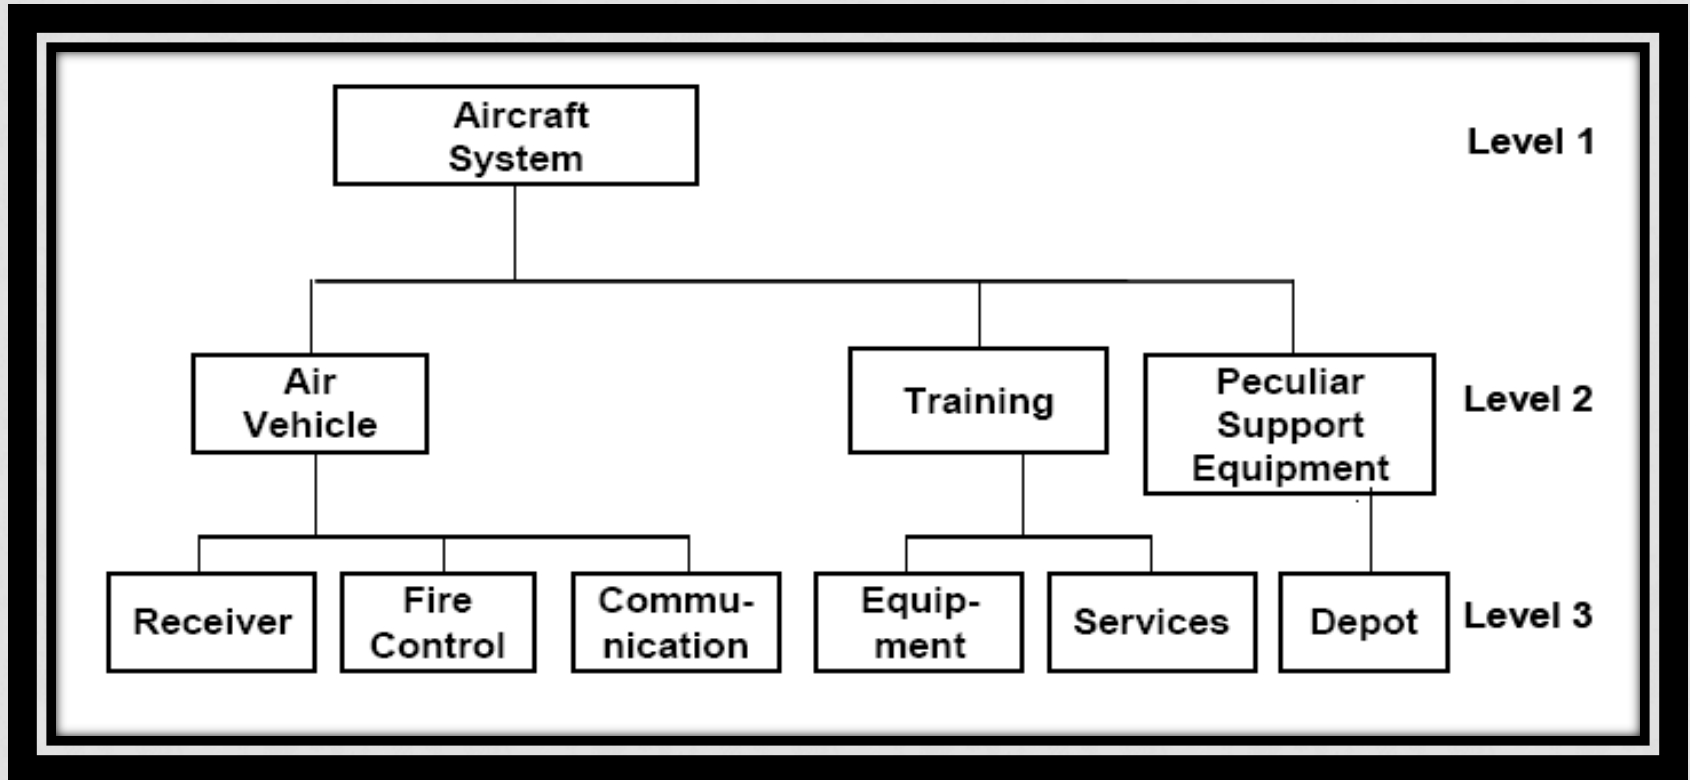 Aircraft
System
Level 1
Air
Vehicle
Training
Peculiar
Support
Equipment
Level 2
Receiver
Fire
Control
Commu-
nication
Equip-
ment
Services
Depot
Level 3